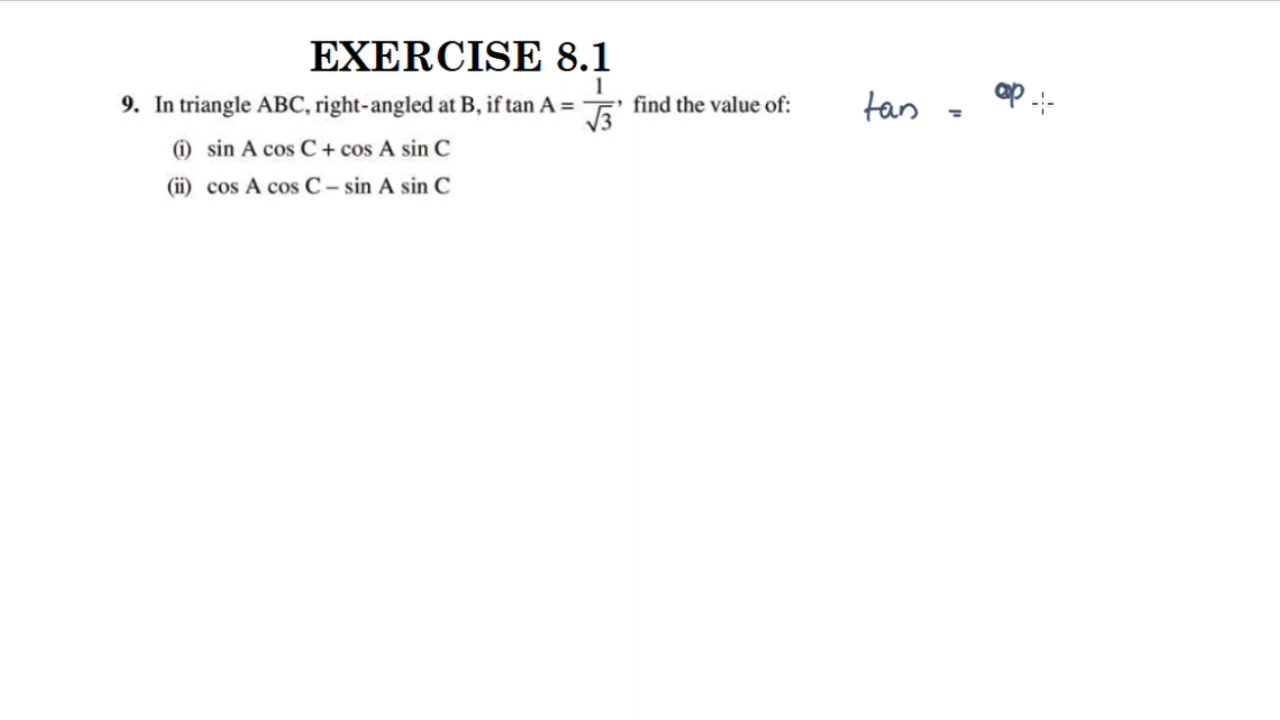 EXERCISE 8.1
9. In triangle ABC, right-angled at B, if tan A = 1/√3, find the value of:
tan = op
(i) sin A cos C + cos A sin C
(ii) cos A cos C – sin A sin C